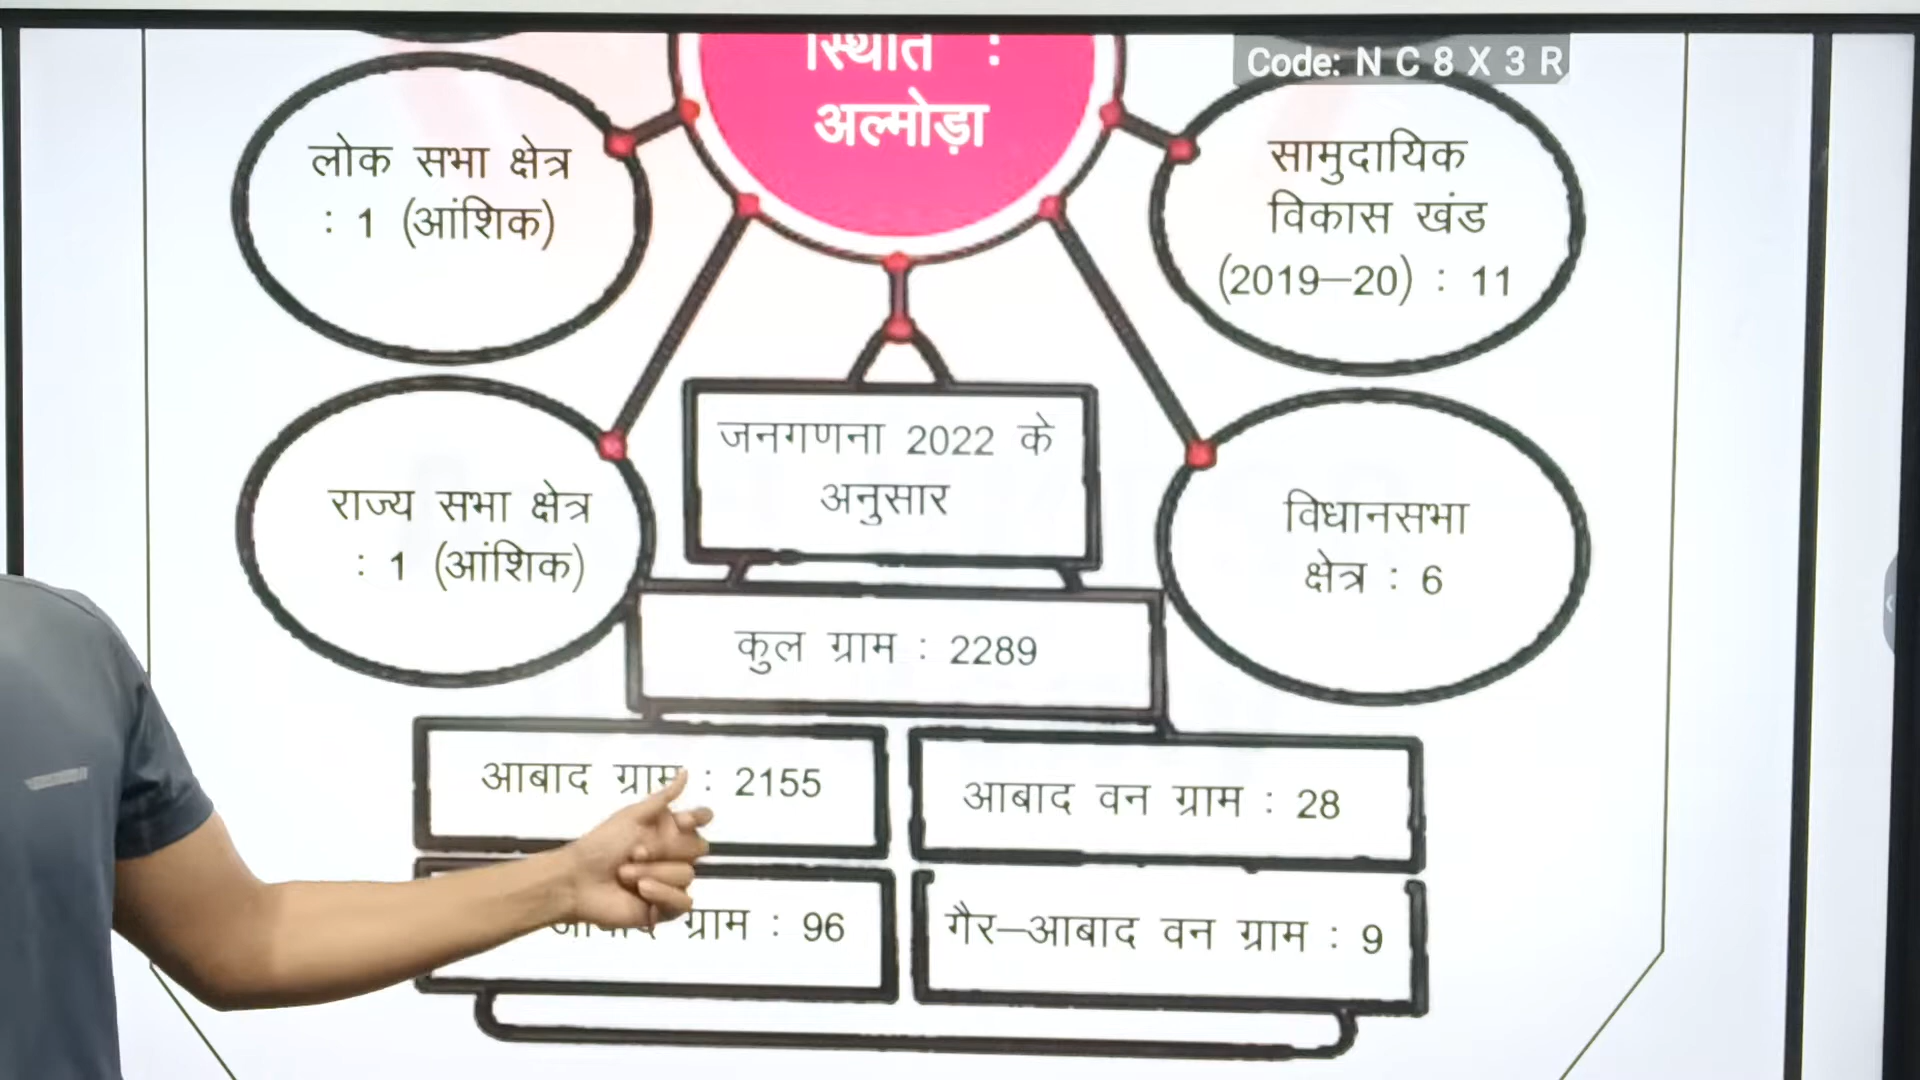 स्थिति :
अल्मोड़ा
Code: N C 8 X 3 R
लोक सभा क्षेत्र
: 1 (आंशिक)
सामुदायिक
विकास खंड
(2019–20) : 11
जनगणना 2022 के
अनुसार
राज्य सभा क्षेत्र
: 1 (आंशिक)
विधानसभा
क्षेत्र : 6
कुल ग्राम : 2289
आबाद ग्राम : 2155
आबाद वन ग्राम : 28
ग्राम : 96
गैर–आबाद वन ग्राम : 9